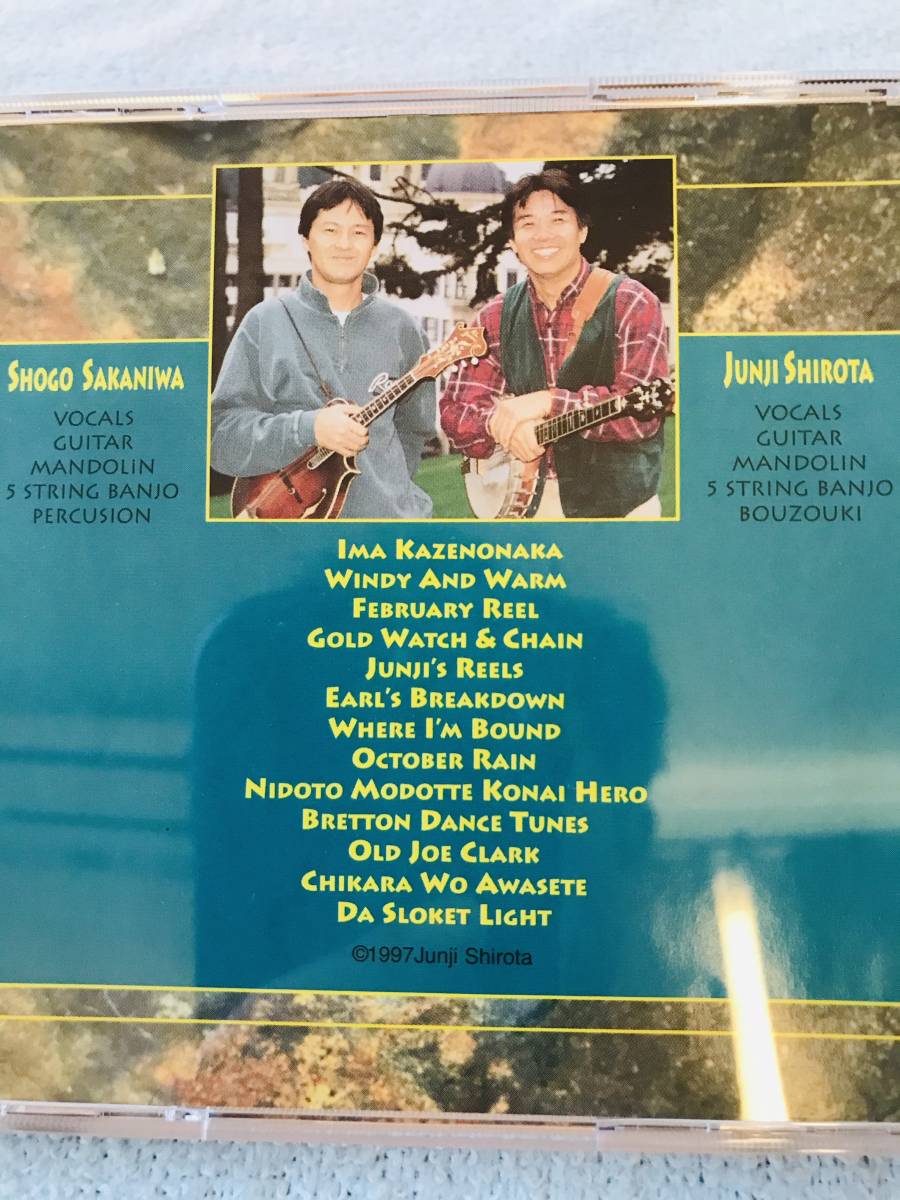 SHOGO SAKANIWA
VOCALS
GUITAR
MANDOLiN
5 STRING BANJO
PERCUSION
JUNJI SHIROTA
VOCALS
GUITAR
MANDOLIN
5 STRING BANJO
BOUZOUKI
IMA KAZENONAKA
WINDY AND WARM
FEBRUARY REEL
GOLD WATCH & CHAIN
JUNJI'S REELS
EARL'S BREAKDOWN
WHERE I'M BOUND
OCTOBER RAIN
NIDOTO MODOTTE KONAI HERO
BRETTON DANCE TUNES
OLD JOE CLARK
CHIKARA WO AWASETE
DA SLOKET LIGHT
©1997Junji Shirota